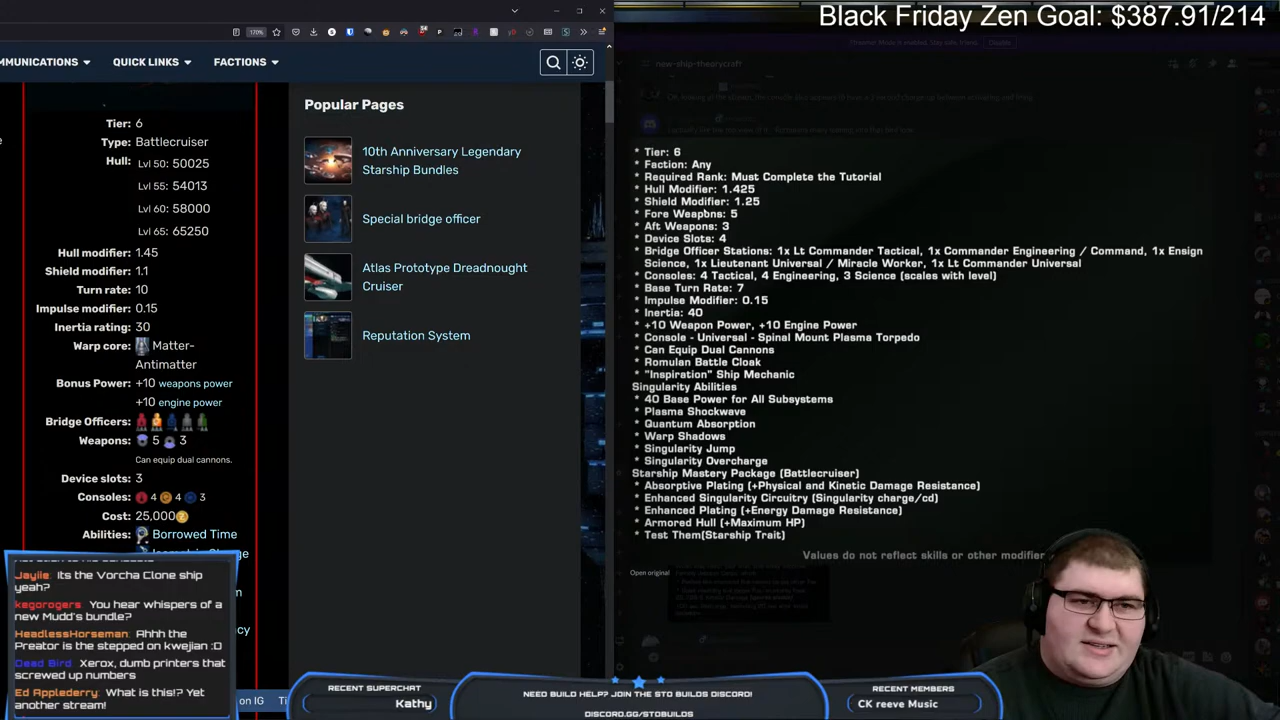 Black Friday Zen Goal: $387.91/214
170%
MMUNICATIONS
QUICK LINKS
FACTIONS
Tier: 6
Type: Battlecruiser
Hull: Lvl 50: 50025
Lvl 55: 54013
Lvl 60: 58000
Lvl 65: 65250
Hull modifier: 1.45
Shield modifier: 1.1
Turn rate: 10
Impulse modifier: 0.15
Inertia rating: 30
Warp core: Matter-
Antimatter
Bonus Power: +10 weapons power
+10 engine power
Bridge Officers:
Weapons: 5 3
Can equip dual cannons.
Device slots: 3
Consoles: 4 4 3
Cost: 25,000
Abilities: Borrowed Time
Popular Pages
10th Anniversary Legendary
Starship Bundles
Special bridge officer
Atlas Prototype Dreadnought
Cruiser
Reputation System
new-ship-theorycraft
* Tier: 6
* Faction: Any
* Required Rank: Must Complete the Tutorial
* Hull Modifier: 1.425
* Shield Modifier: 1.25
* Fore Weapbns: 5
* Aft Weapons: 3
* Device Slots: 4
* Bridge Officer Stations: 1x Lt Commander Tactical, 1x Commander Engineering / Command, 1x Ensign
Science, 1x Lieutenant Universal / Miracle Worker, 1x Lt Commander Universal
* Consoles: 4 Tactical, 4 Engineering, 3 Science (scales with level)
* Base Turn Rate: 7
* Impulse Modifier: 0.15
* Inertia: 40
* +10 Weapon Power, +10 Engine Power
* Console - Universal - Spinal Mount Plasma Torpedo
* Can Equip Dual Cannons
* Romulan Battle Cloak
* "Inspiration" Ship Mechanic
Singularity Abilities
* 40 Base Power for All Subsystems
* Plasma Shockwave
* Quantum Absorption
* Warp Shadows
* Singularity Jump
* Singularity Overcharge
Starship Mastery Package (Battlecruiser)
* Absorptive Plating (+Physical and Kinetic Damage Resistance)
* Enhanced Singularity Circuitry (Singularity charge/cd)
* Enhanced Plating (+Energy Damage Resistance)
* Armored Hull (+Maximum HP)
* Test Them(Starship Trait)
Values do not reflect skills or other modifier
Open original
Jayiie: Its the Vorcha Clone ship
yeah?
kagorogers You hear whispers of a
new Mudd's bundle?
HeadlessHorseman: Ahhh the
Preator is the stepped on kwejian :D
Dead Bird Xerox, dumb printers that
screwed up numbers
Ed Applederry: What is this!? Yet
another stream!
on IG
RECENT SUPERCHAT
Kathy
NEED BUILD HELP? JOIN THE STO BUILDS DISCORD!
DISCORD.GG/STOBUILDS
RECENT MEMBERS
CK reeve Music